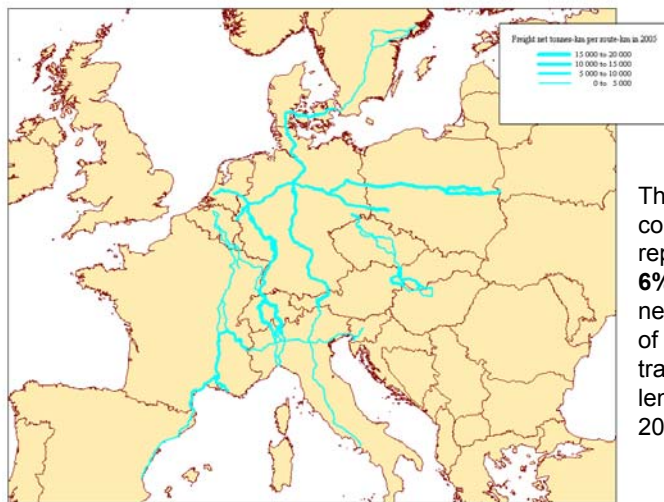 Freight net tonnes-km per route-km in 2005
15 000 to 20 000
10 000 to 15 000
5 000 to 10 000
0 to 5 000
Th
co
rep
6%
ne
of
tra
ler
20